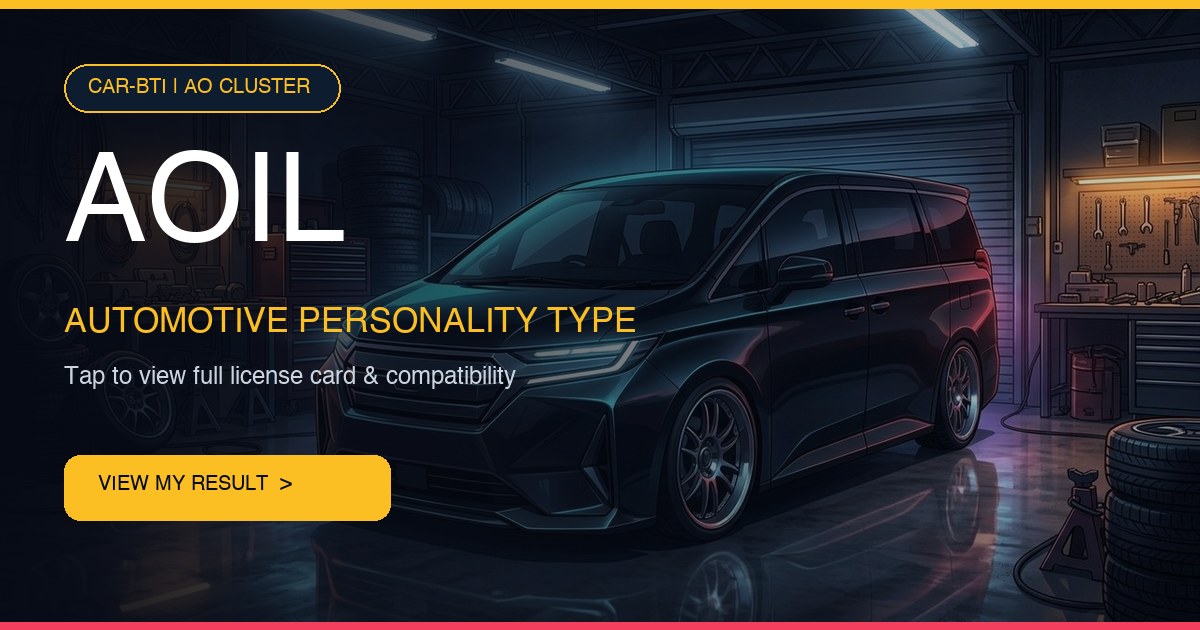 CAR-BTI | AO CLUSTER
AOIL
AUTOMOTIVE PERSONALITY TYPE
Tap to view full license card & compatibility
VIEW MY RESULT >